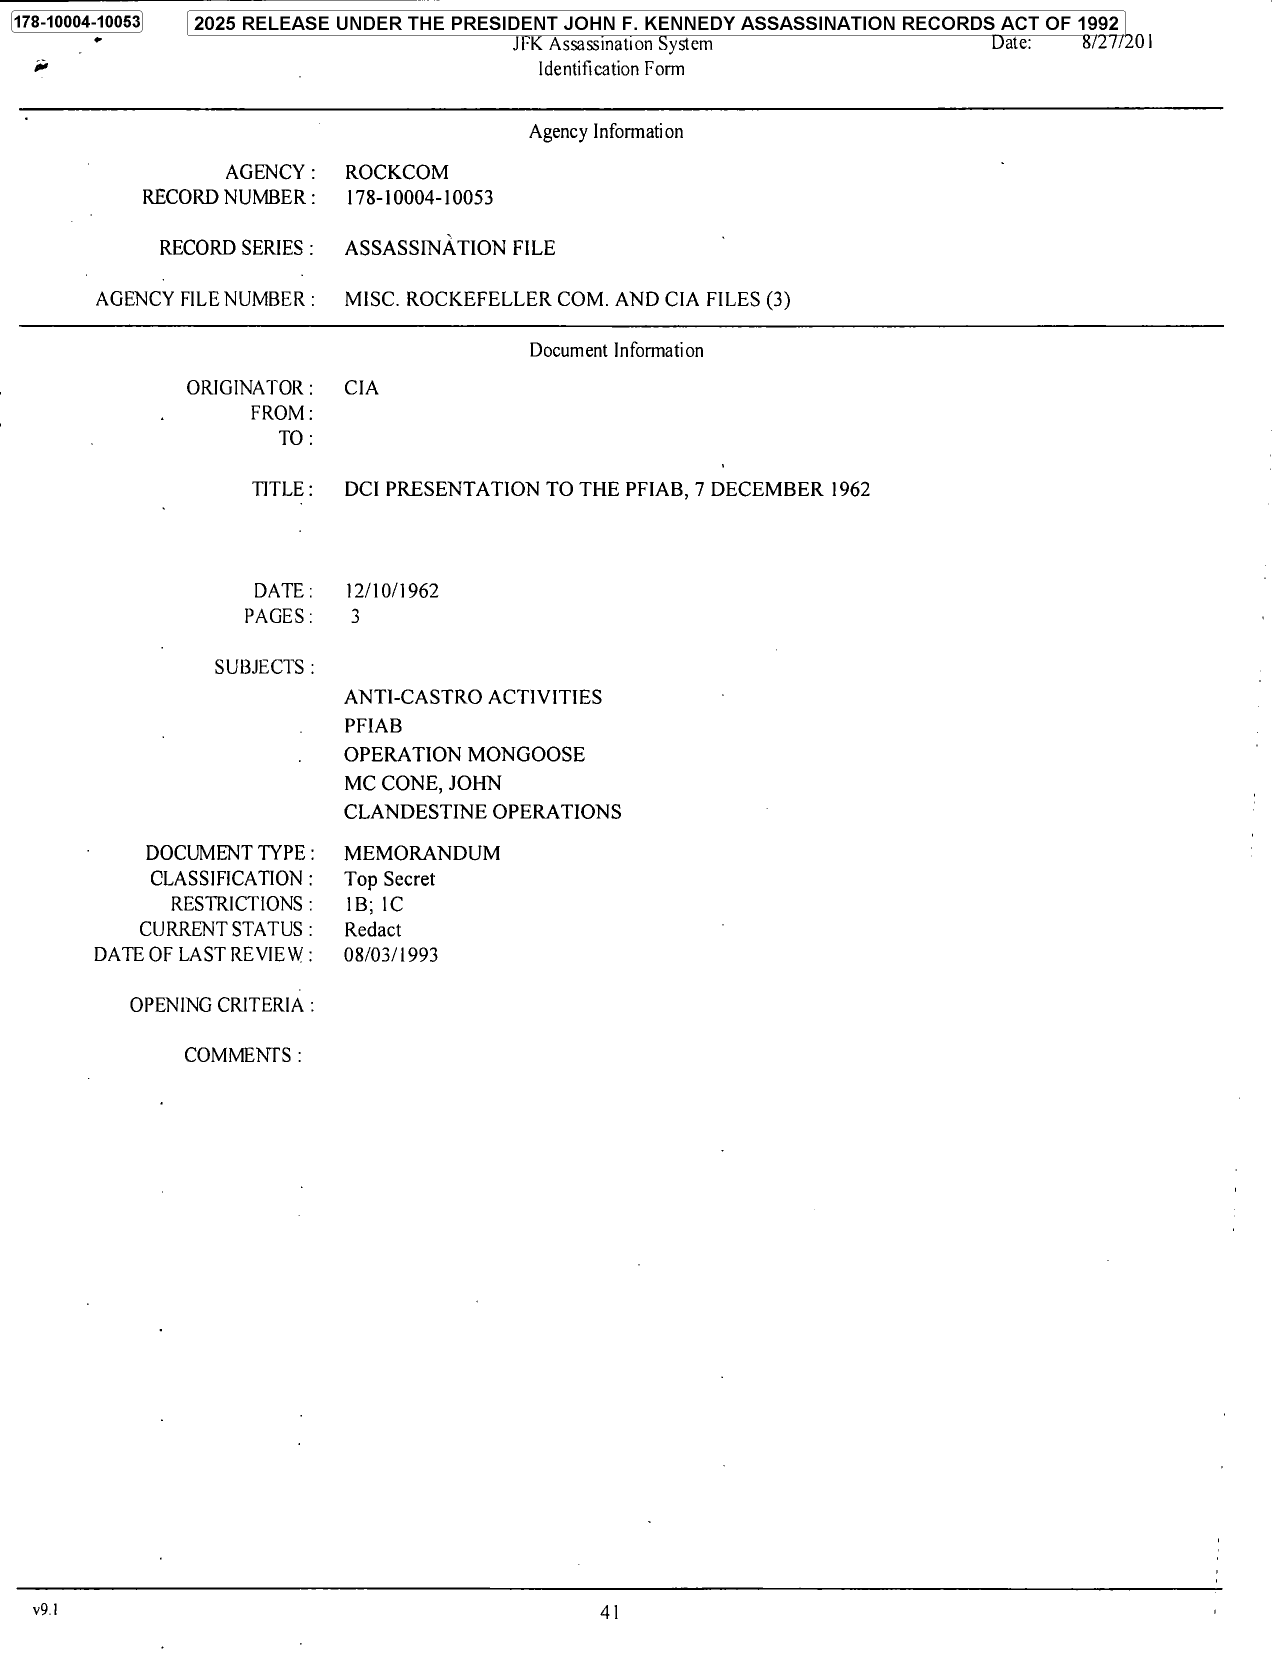 178-10004-10053 2025 RELEASE UNDER THE PRESIDENT JOHN F. KENNEDY ASSASSINATION RECORDS ACT OF 1992
JFK Assassination System Date: 8/27/201
Identification Form
Agency Information
AGENCY : ROCKCOM
RECORD NUMBER : 178-10004-10053
RECORD SERIES : ASSASSINATION FILE
AGENCY FILE NUMBER : MISC. ROCKEFELLER COM. AND CIA FILES (3)
Document Information
ORIGINATOR : CIA
FROM :
TO :
TITLE : DCI PRESENTATION TO THE PFIAB, 7 DECEMBER 1962
DATE : 12/10/1962
PAGES : 3
SUBJECTS :
ANTI-CASTRO ACTIVITIES
PFIAB
OPERATION MONGOOSE
MC CONE, JOHN
CLANDESTINE OPERATIONS
DOCUMENT TYPE : MEMORANDUM
CLASSIFICATION : Top Secret
RESTRICTIONS : 1B; 1C
CURRENT STATUS : Redact
DATE OF LAST REVIEW : 08/03/1993
OPENING CRITERIA :
COMMENTS :
v9.1 41